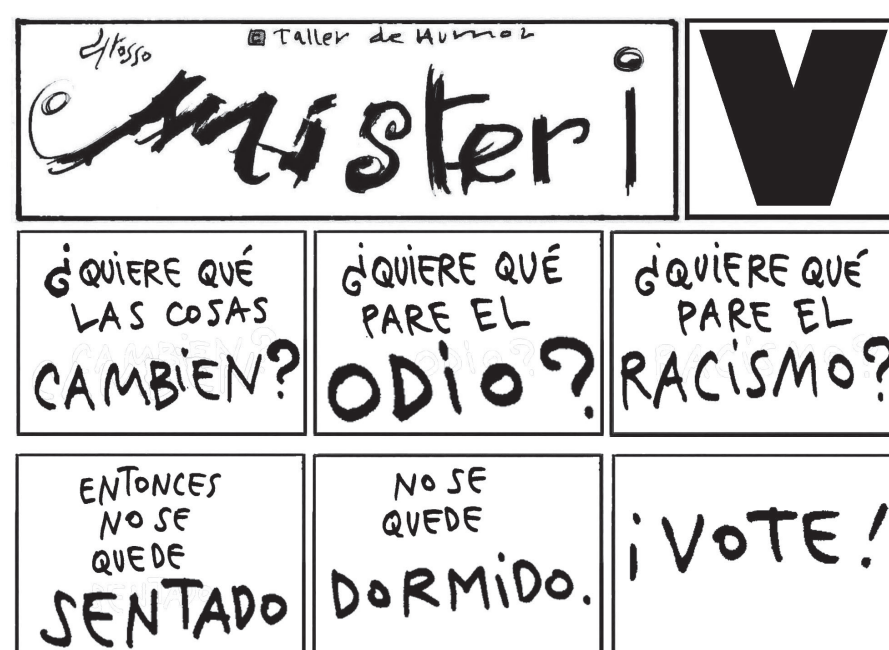 © Taller de Humor
Misteri
V
¿QUIERE QUÉ
LAS COSAS
CAMBIEN?
¿QUIERE QUÉ
PARE EL
ODIO?
¿QUIERE QUÉ
PARE EL
RACISMO?
ENTONCES
NO SE
QUEDE
SENTADO
NO SE
QUEDE
DORMIDO.
¡VOTE!